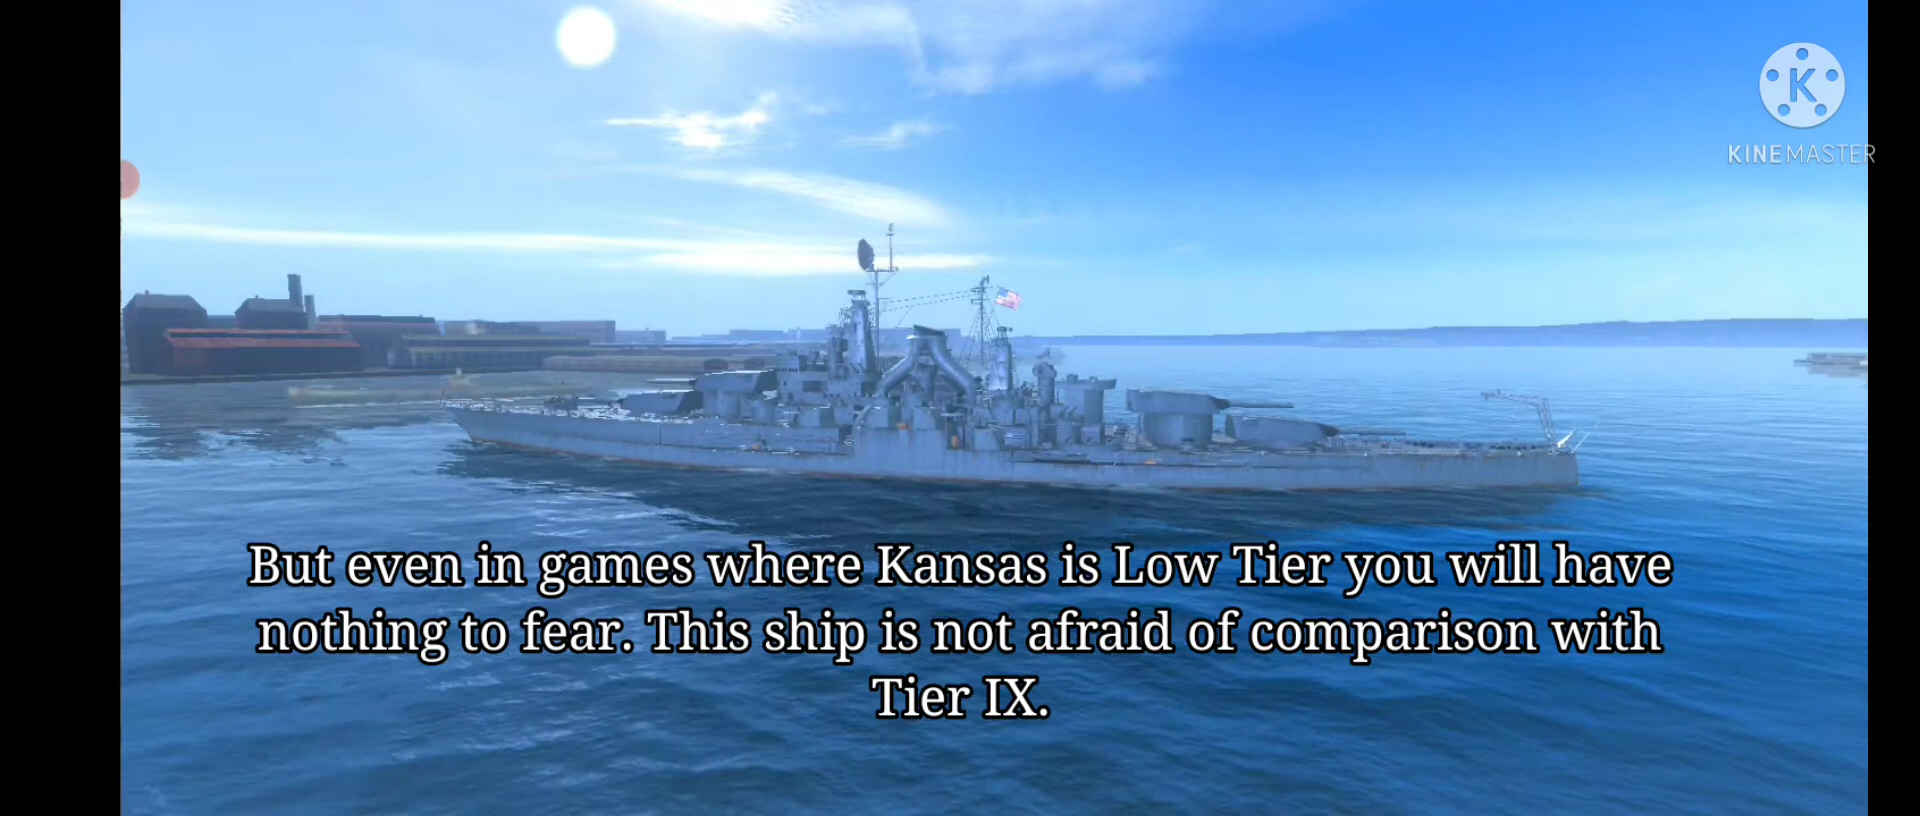 K
KINEMASTER
But even in games where Kansas is Low Tier you will have
nothing to fear. This ship is not afraid of comparison with
Tier IX.